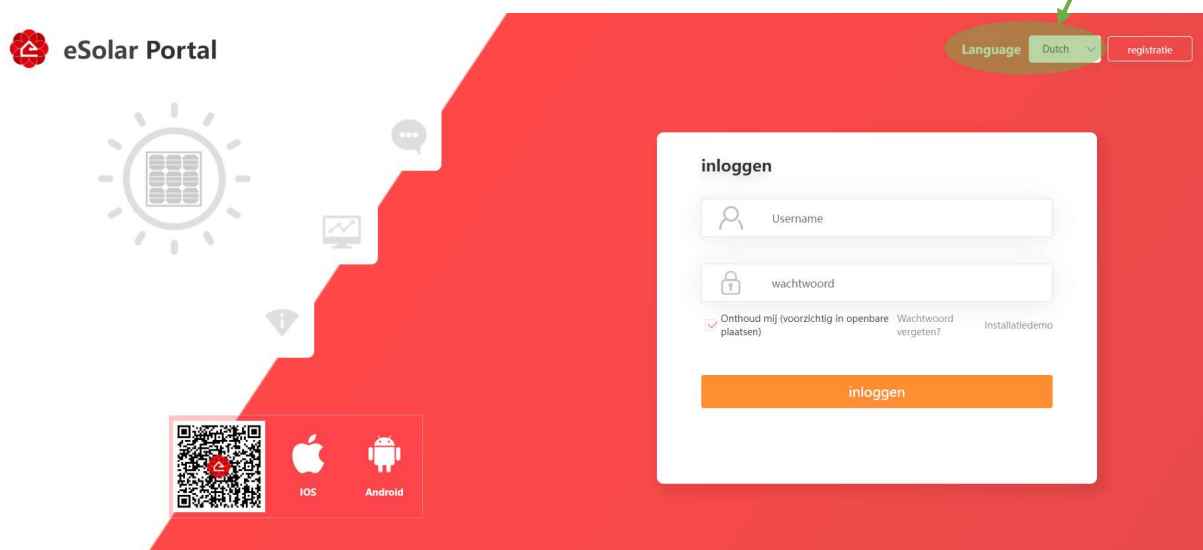 eSolar Portal
Language Dutch registratie
inloggen
Username
wachtwoord
Onthoud mij (voorzichtig in openbare
plaatsen)
Wachtwoord
vergeten?
Installatiedemo
inloggen
IOS Android